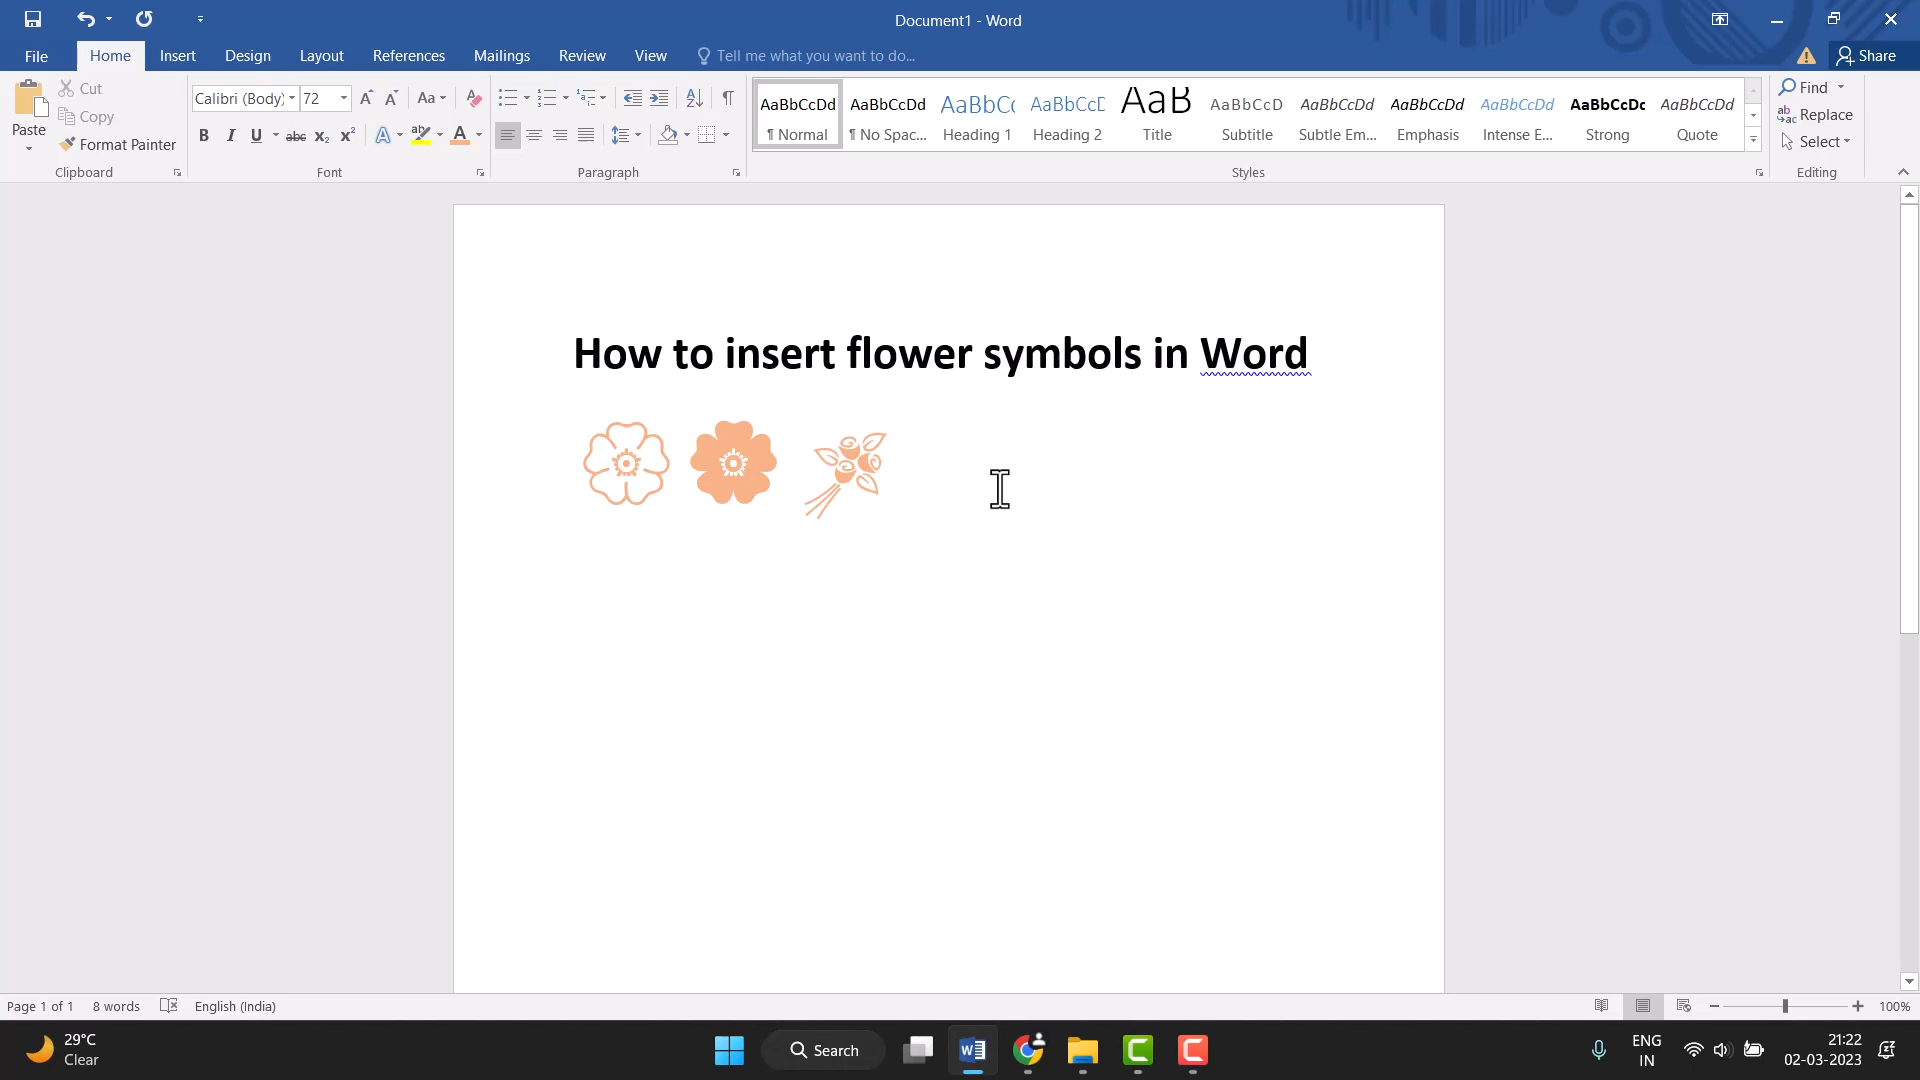 Document1 - Word
File Home Insert Design Layout References Mailings Review View Tell me what you want to do... Share
Paste
Cut
Copy
Format Painter
Clipboard
Calibri (Body) 72
Font
Paragraph
AaBbCcDd AaBbCcDd AaBbCc AaBbCcD AaB AaBbCcD AaBbCcDd AaBbCcDd AaBbCcDd AaBbCcDc AaBbCcDd
¶ Normal ¶ No Spac... Heading 1 Heading 2 Title Subtitle Subtle Em... Emphasis Intense E... Strong Quote
Styles
Find
Replace
Select
Editing
How to insert flower symbols in Word
Page 1 of 1 8 words English (India) 100%
29°C
Clear
Search
ENG
IN
21:22
02-03-2023